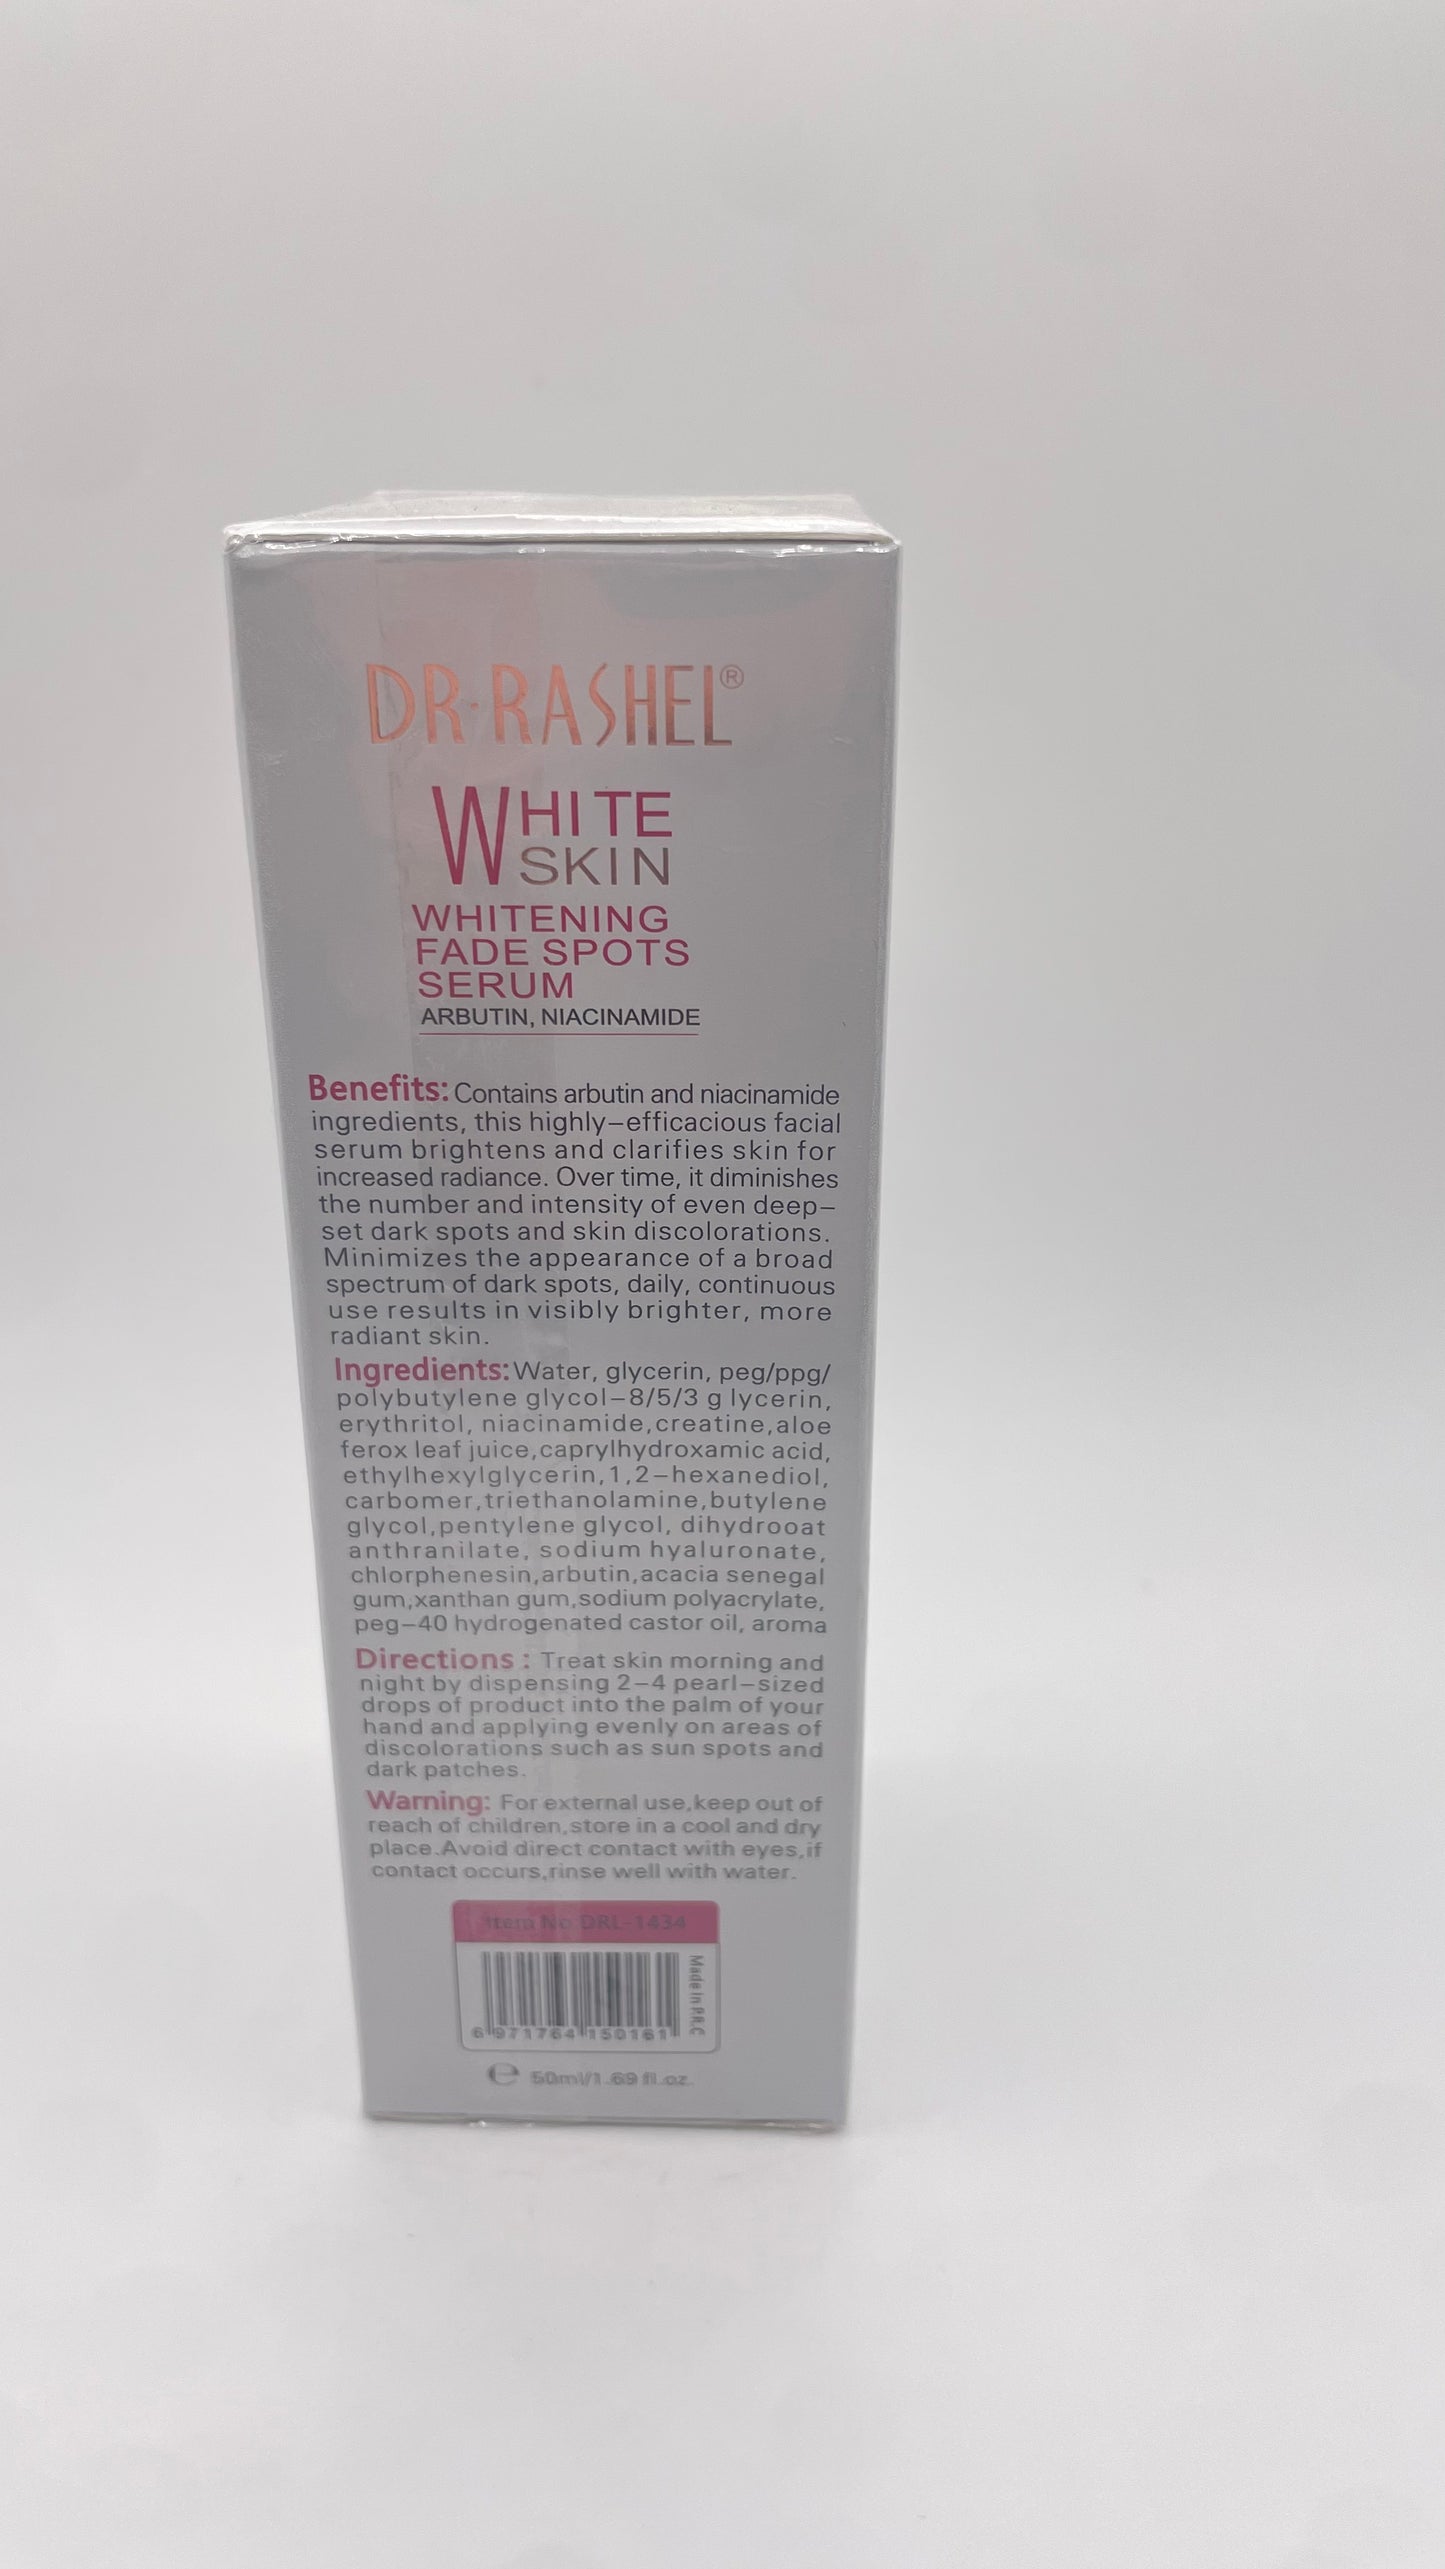 DR·RASHEL®
WHITE
SKIN
WHITENING
FADE SPOTS
SERUM
ARBUTIN, NIACINAMIDE
Benefits: Contains arbutin and niacinamide
ingredients, this highly-efficacious facial
serum brightens and clarifies skin for
increased radiance. Over time, it diminishes
the number and intensity of even deep-
set dark spots and skin discolorations.
Minimizes the appearance of a broad
spectrum of dark spots, daily, continuous
use results in visibly brighter, more
radiant skin.
Ingredients: Water, glycerin, peg/ppg/
polybutylene glycol-8/5/3 g lycerin,
erythritol, niacinamide,creatine,aloe
ferox leaf juice,caprylhydroxamic acid,
ethylhexylglycerin,1,2-hexanediol,
carbomer,triethanolamine,butylene
glycol,pentylene glycol, dihydrooat
anthranilate, sodium hyaluronate,
chlorphenesin,arbutin,acacia senegal
gum,xanthan gum,sodium polyacrylate,
peg-40 hydrogenated castor oil, aroma
Directions : Treat skin morning and
night by dispensing 2-4 pearl-sized
drops of product into the palm of your
hand and applying evenly on areas of
discolorations such as sun spots and
dark patches.
Warning: For external use,keep out of
reach of children,store in a cool and dry
place.Avoid direct contact with eyes,if
contact occurs,rinse well with water.
Item No:DRL-1434
Made in P.R.C
6 971764 150161
e 50ml/1.69 fl.oz.